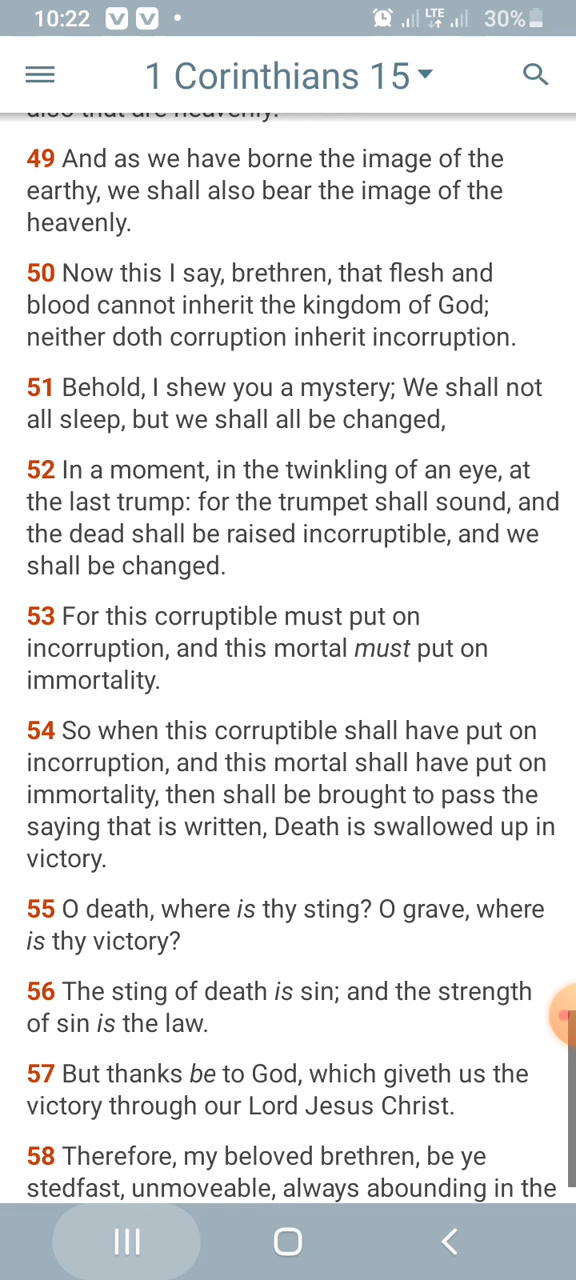 10:22 V V • LTE 30%
1 Corinthians 15
also that are heavenly.
49 And as we have borne the image of the
earthy, we shall also bear the image of the
heavenly.
50 Now this I say, brethren, that flesh and
blood cannot inherit the kingdom of God;
neither doth corruption inherit incorruption.
51 Behold, I shew you a mystery; We shall not
all sleep, but we shall all be changed,
52 In a moment, in the twinkling of an eye, at
the last trump: for the trumpet shall sound, and
the dead shall be raised incorruptible, and we
shall be changed.
53 For this corruptible must put on
incorruption, and this mortal must put on
immortality.
54 So when this corruptible shall have put on
incorruption, and this mortal shall have put on
immortality, then shall be brought to pass the
saying that is written, Death is swallowed up in
victory.
55 O death, where is thy sting? O grave, where
is thy victory?
56 The sting of death is sin; and the strength
of sin is the law.
57 But thanks be to God, which giveth us the
victory through our Lord Jesus Christ.
58 Therefore, my beloved brethren, be ye
stedfast, unmoveable, always abounding in the